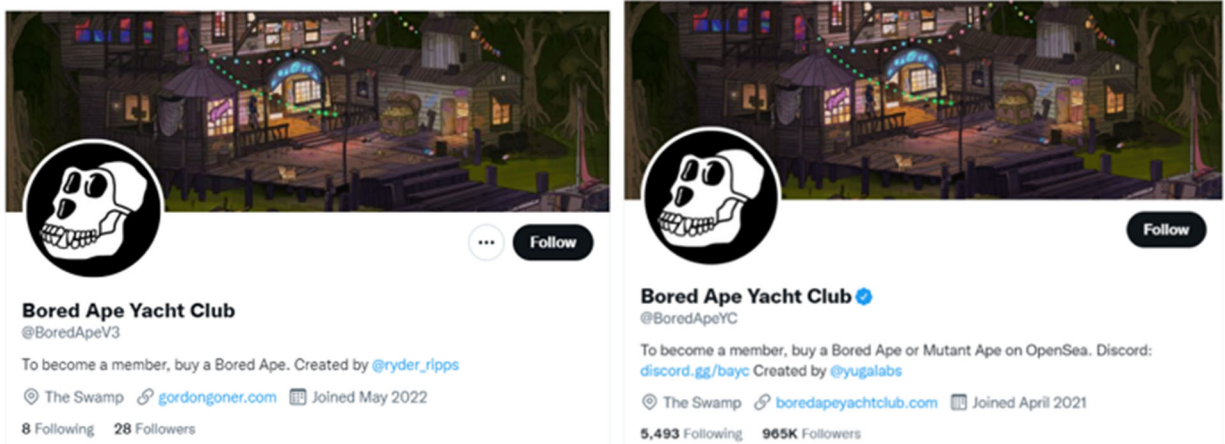 Follow
Bored Ape Yacht Club
@BoredApeV3
To become a member, buy a Bored Ape. Created by @ryder_ripps
The Swamp gordongoner.com Joined May 2022
8 Following 28 Followers
Follow
Bored Ape Yacht Club
@BoredApeYC
To become a member, buy a Bored Ape or Mutant Ape on OpenSea. Discord:
discord.gg/bayc Created by @yugalabs
The Swamp boredapeyachtclub.com Joined April 2021
5,493 Following 965K Followers